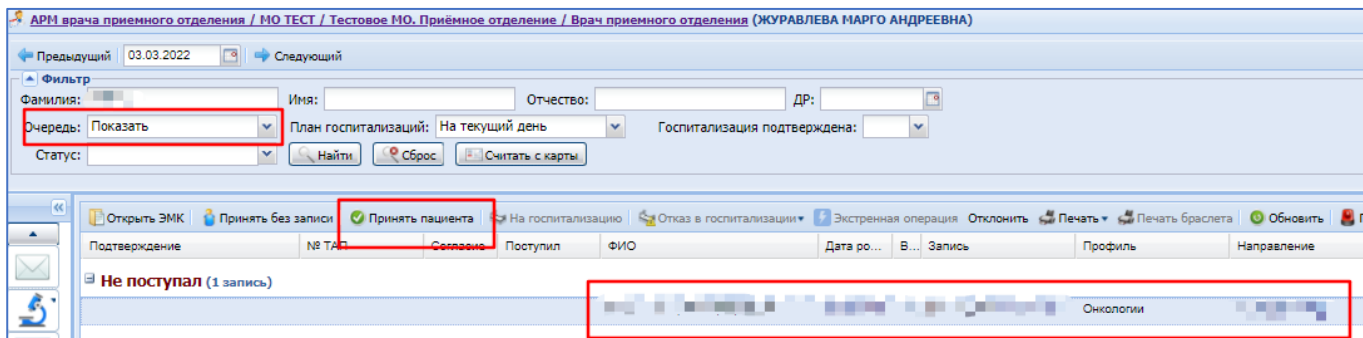 АРМ врача приемного отделения / МО ТЕСТ / Тестовое МО. Приёмное отделение / Врач приемного отделения (ЖУРАВЛЕВА МАРГО АНДРЕЕВНА)
Предыдущий 03.03.2022 Следующий
Фильтр
Фамилия: Имя: Отчество: ДР:
Очередь: Показать План госпитализаций: На текущий день Госпитализация подтверждена:
Статус: Найти Сброс Считать с карты
Открыть ЭМК Принять без записи Принять пациента На госпитализацию Отказ в госпитализации Экстренная операция Отклонить Печать Печать браслета Обновить
Подтверждение № ТАП Согласие Поступил ФИО Дата ро... В... Запись Профиль Направление
Не поступал (1 запись)
Онкологии